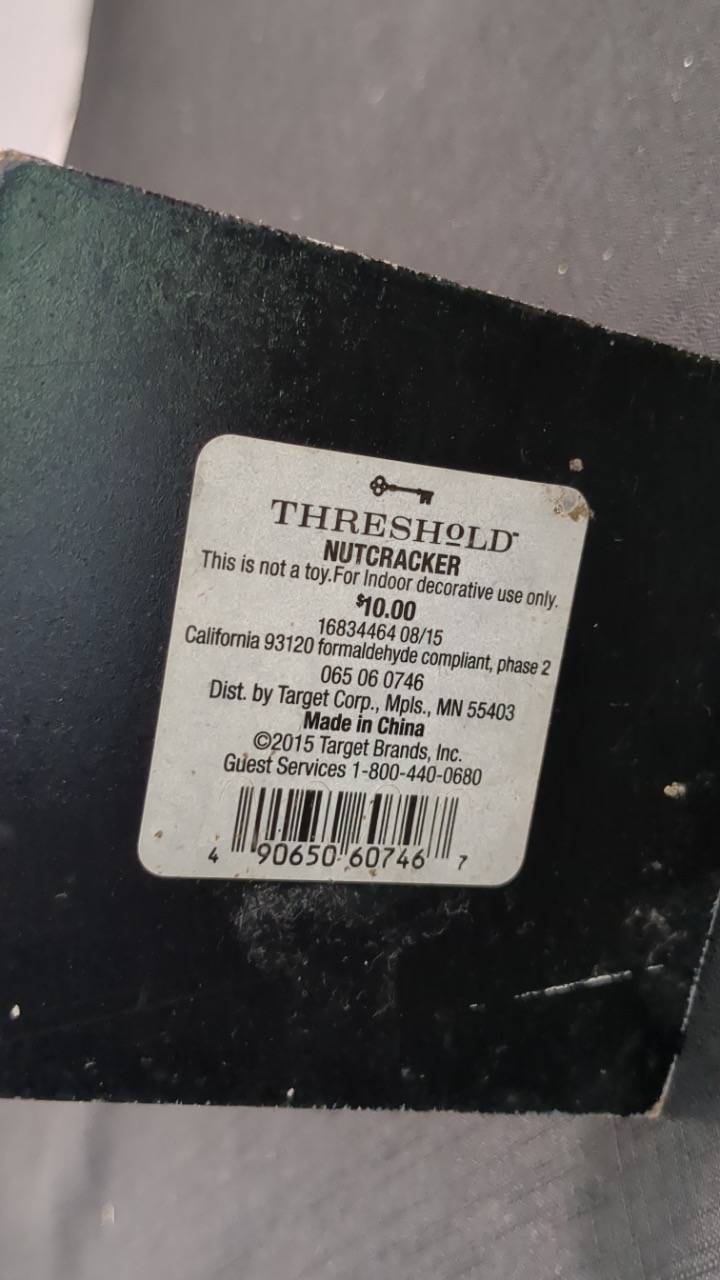 THRESHOLD™
NUTCRACKER
This is not a toy.For Indoor decorative use only.
$10.00
16834464 08/15
California 93120 formaldehyde compliant, phase 2
065 06 0746
Dist. by Target Corp., Mpls., MN 55403
Made in China
©2015 Target Brands, Inc.
Guest Services 1-800-440-0680
4 90650 60746 7